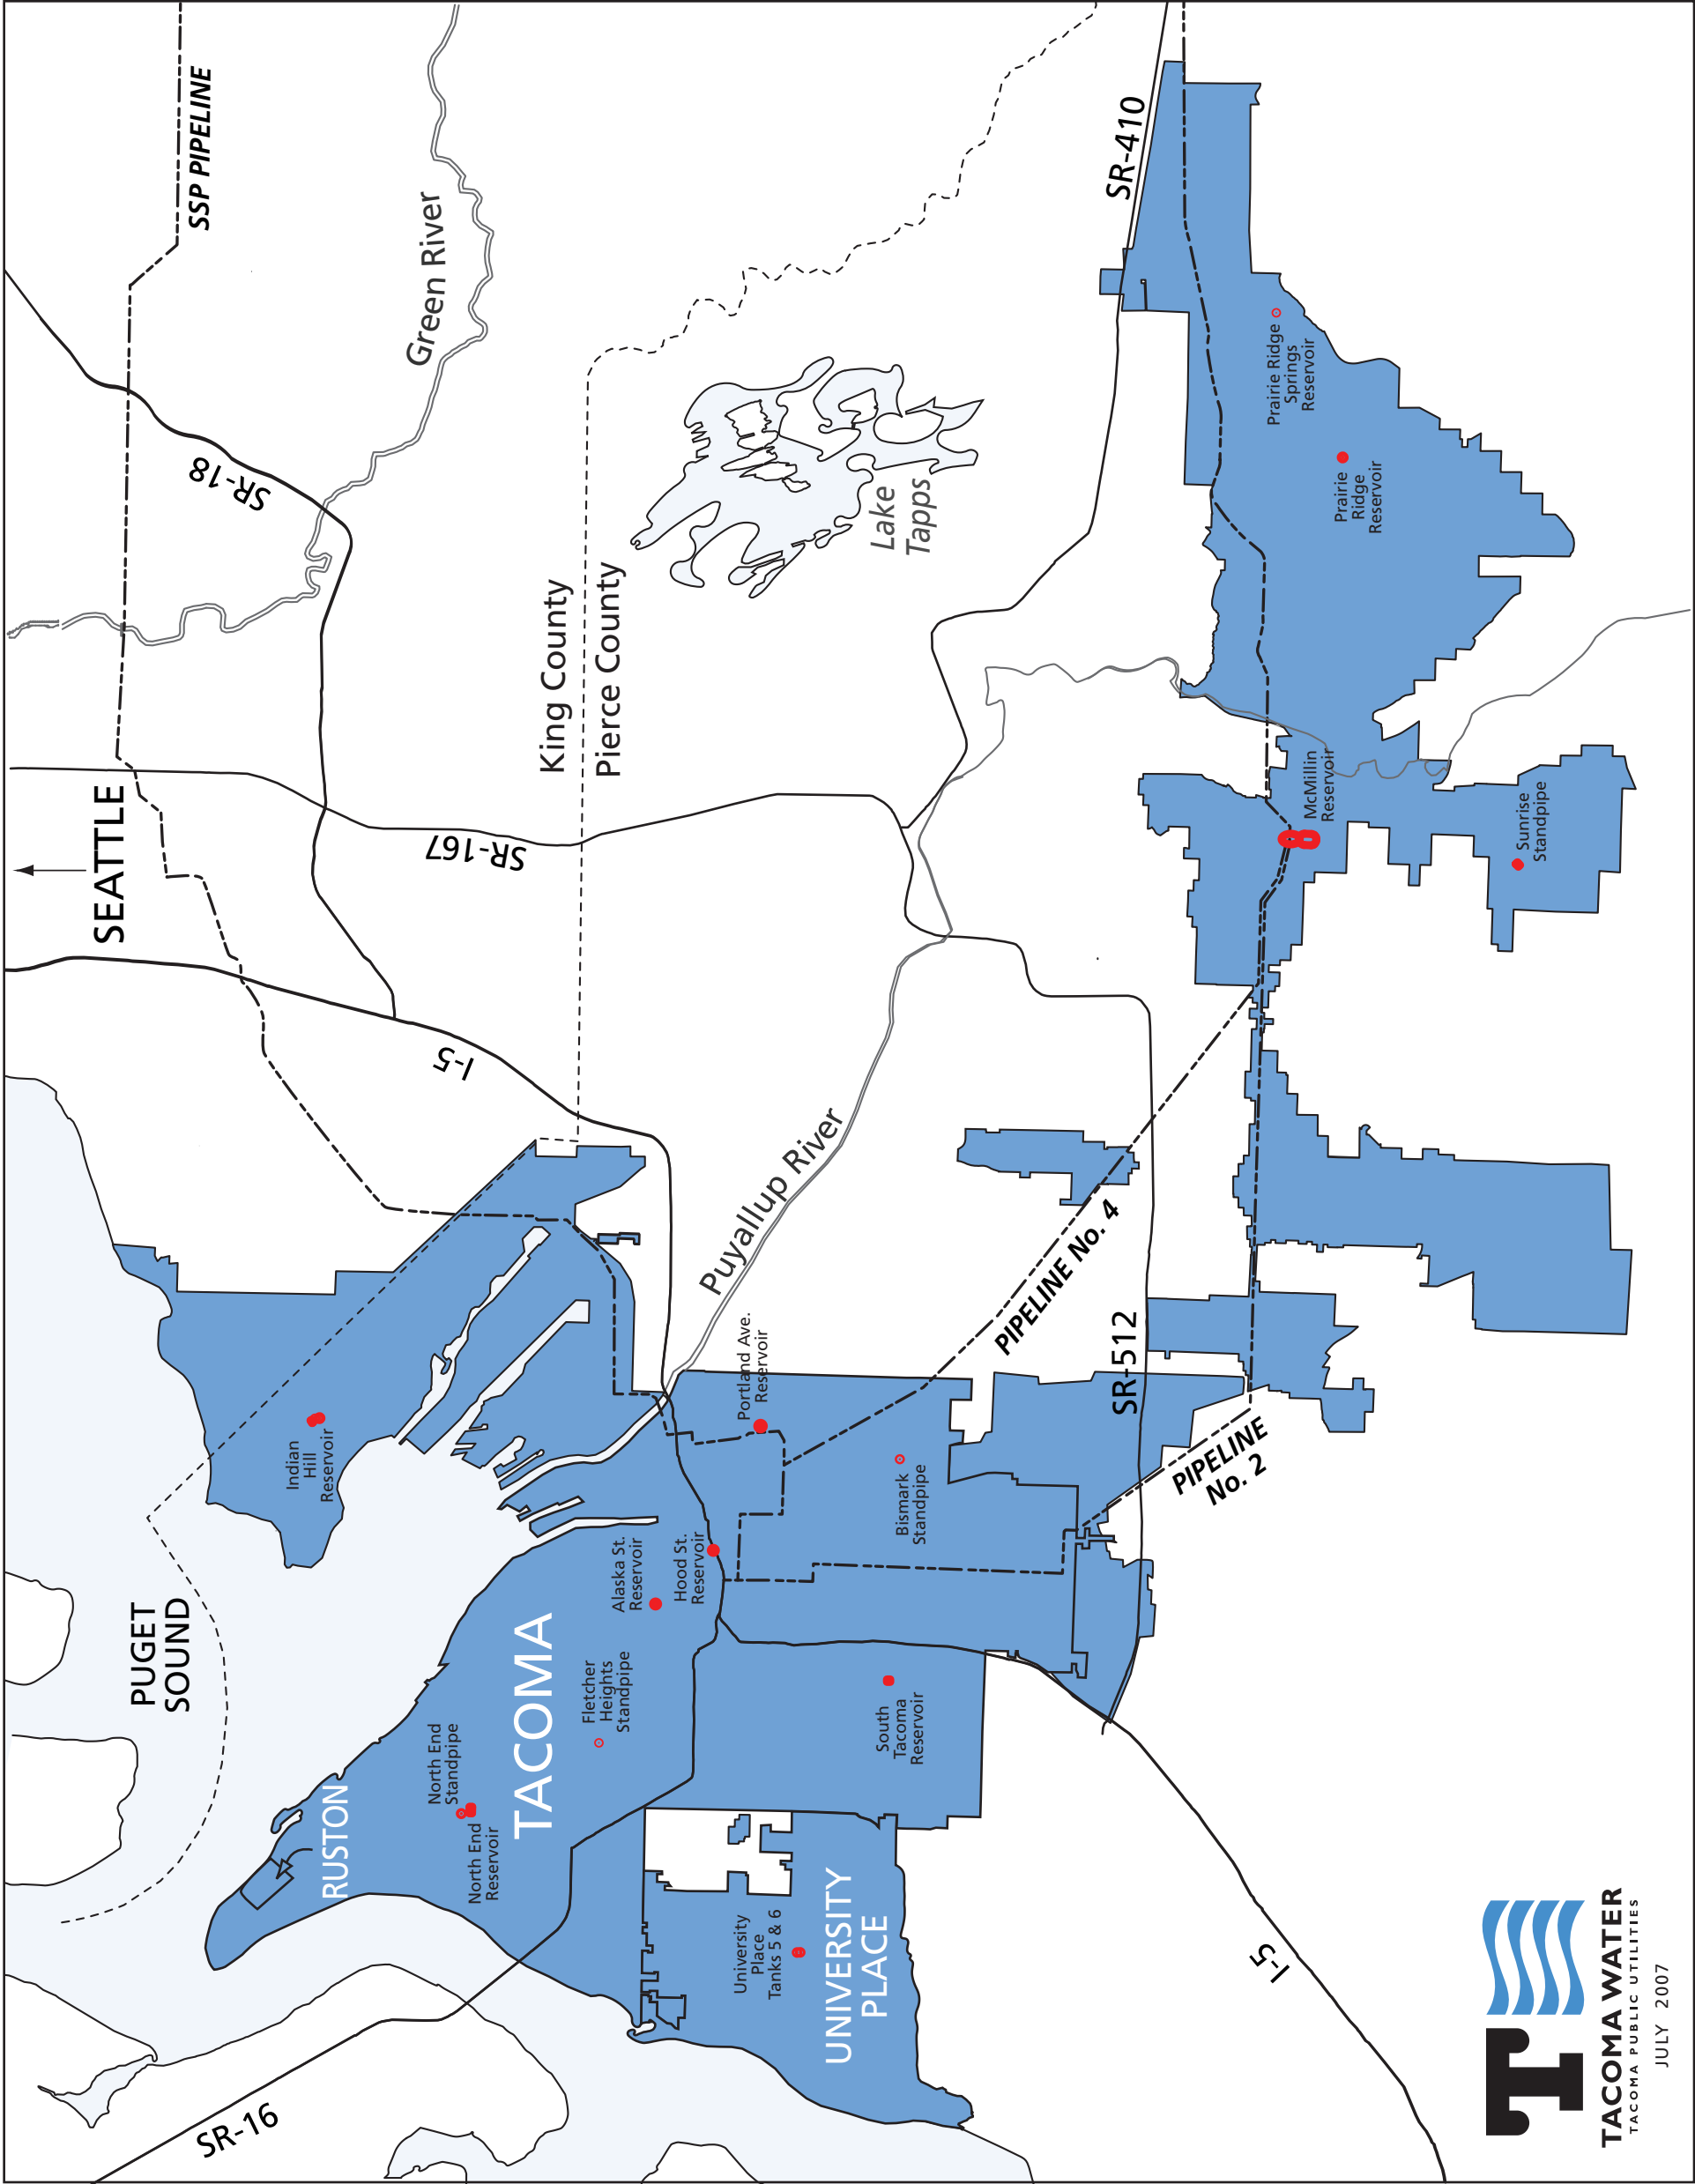 SEATTLE
SSP PIPELINE
SR-18
Green River
SR-167
I-5
King County
Pierce County
Lake
Tapps
SR-410
PUGET
SOUND
SR-16
Indian
Hill
Reservoir
RUSTON
North End
Standpipe
North End
Reservoir
TACOMA
Fletcher
Heights
Standpipe
Alaska St.
Reservoir
Hood St.
Reservoir
Portland Ave.
Reservoir
Puyallup River
University
Place
Tanks 5 & 6
UNIVERSITY
PLACE
South
Tacoma
Reservoir
Bismark
Standpipe
PIPELINE No. 4
SR-512
PIPELINE
No. 2
McMillin
Reservoir
Sunrise
Standpipe
Prairie
Ridge
Reservoir
Prairie Ridge
Springs
Reservoir
I-5
T
TACOMA WATER
TACOMA PUBLIC UTILITIES
JULY 2007